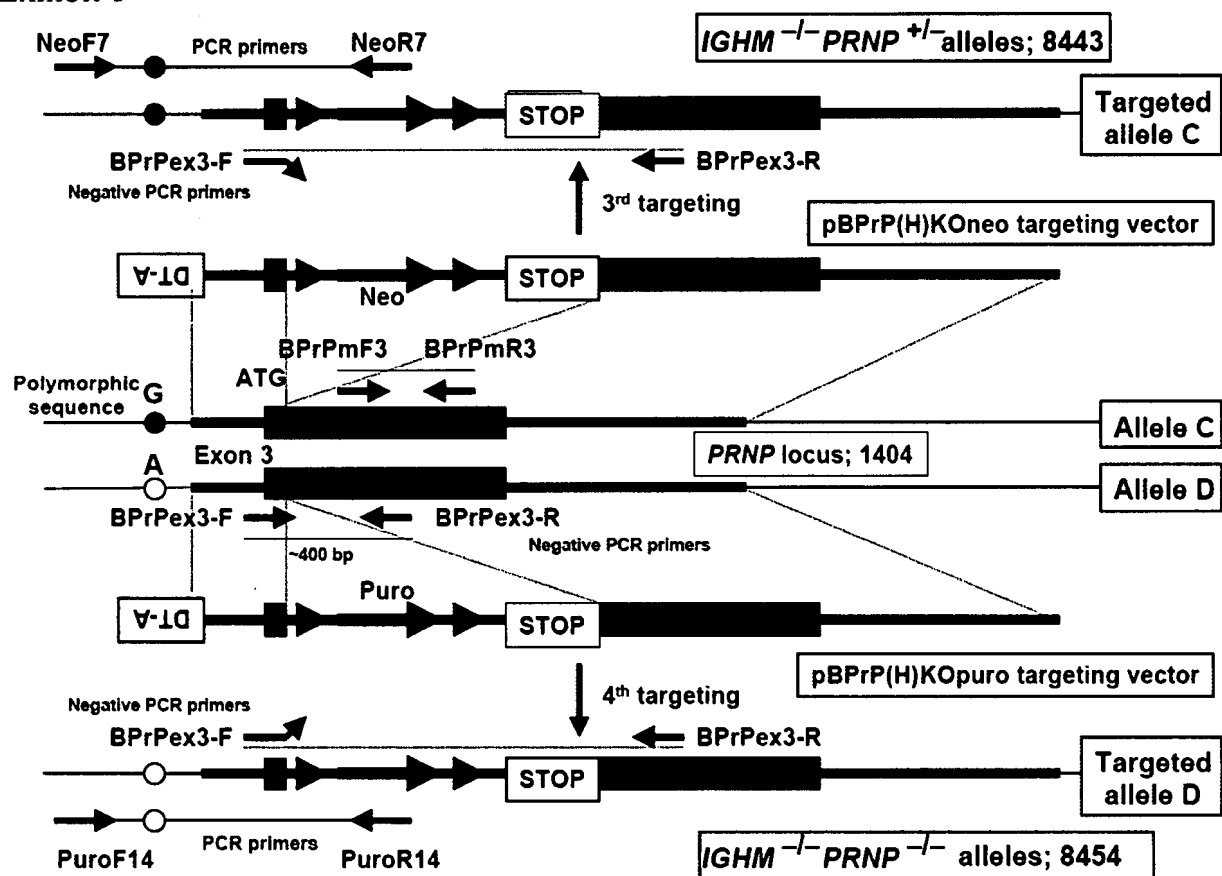 NeoF7
PCR primers
NeoR7
IGHM −/− PRNP +/− alleles; 8443
STOP
Targeted allele C
BPrPex3-F
BPrPex3-R
Negative PCR primers
3rd targeting
pBPrP(H)KOneo targeting vector
DT-A
STOP
Neo
BPrPmF3
BPrPmR3
ATG
Polymorphic sequence
G
Allele C
Exon 3
PRNP locus; 1404
A
Allele D
BPrPex3-F
BPrPex3-R
Negative PCR primers
~400 bp
Puro
DT-A
STOP
pBPrP(H)KOpuro targeting vector
4th targeting
Negative PCR primers
BPrPex3-F
BPrPex3-R
STOP
Targeted allele D
PCR primers
PuroF14
PuroR14
IGHM −/− PRNP −/− alleles; 8454